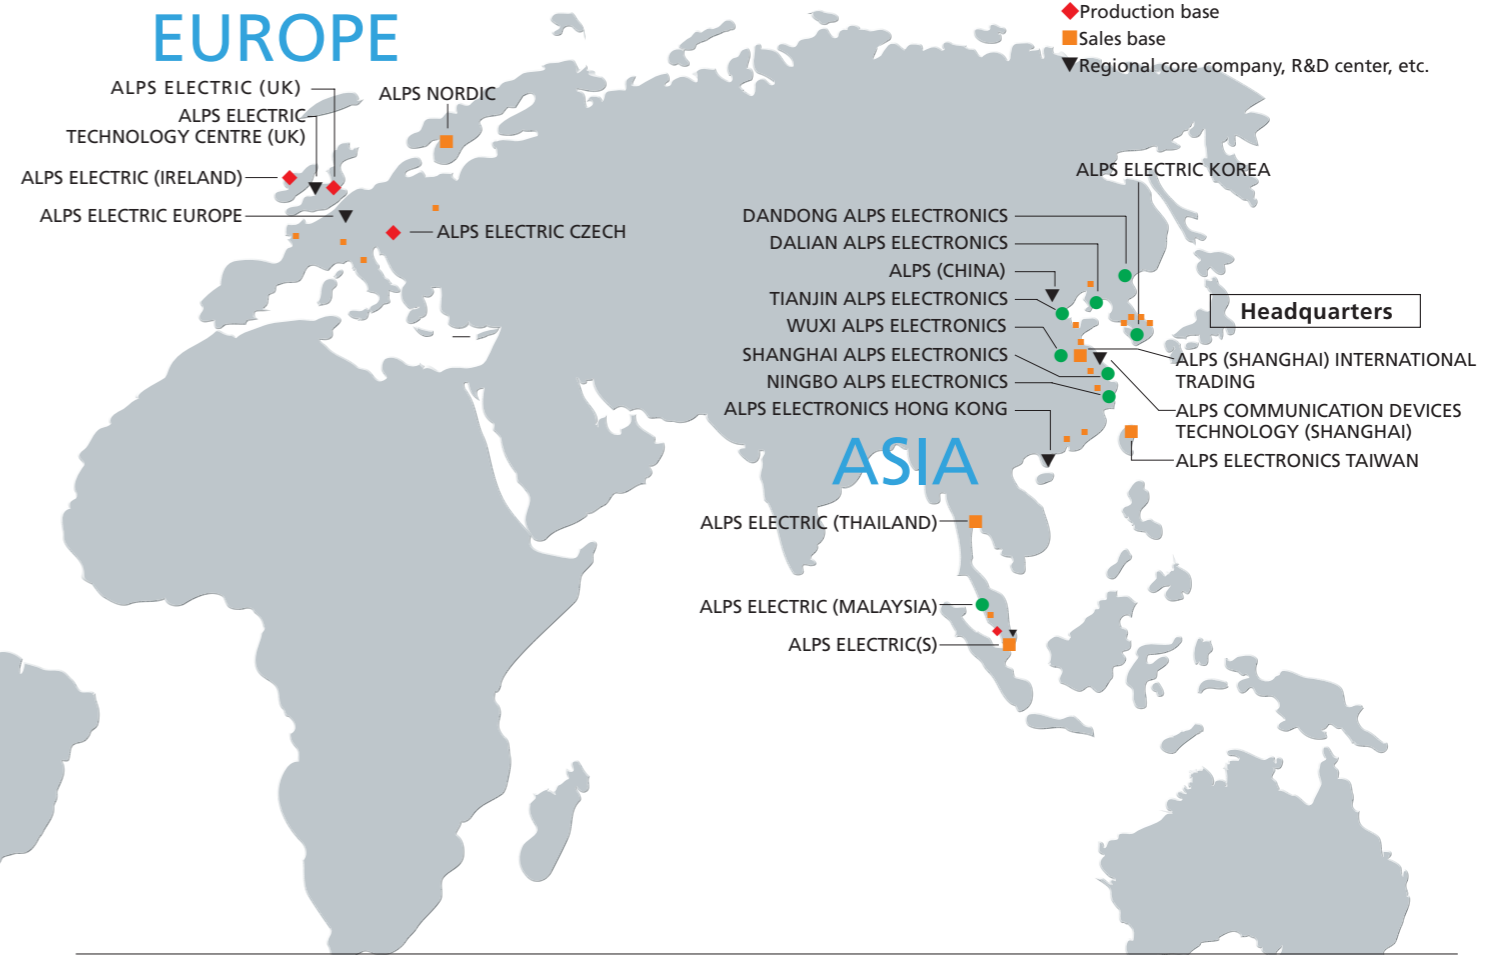 EUROPE
Production base
Sales base
Regional core company, R&D center, etc.
ALPS ELECTRIC (UK)
ALPS NORDIC
ALPS ELECTRIC
TECHNOLOGY CENTRE (UK)
ALPS ELECTRIC (IRELAND)
ALPS ELECTRIC EUROPE
ALPS ELECTRIC CZECH
ALPS ELECTRIC KOREA
DANDONG ALPS ELECTRONICS
DALIAN ALPS ELECTRONICS
ALPS (CHINA)
TIANJIN ALPS ELECTRONICS
WUXI ALPS ELECTRONICS
SHANGHAI ALPS ELECTRONICS
NINGBO ALPS ELECTRONICS
ALPS ELECTRONICS HONG KONG
Headquarters
ALPS (SHANGHAI) INTERNATIONAL
TRADING
ALPS COMMUNICATION DEVICES
TECHNOLOGY (SHANGHAI)
ALPS ELECTRONICS TAIWAN
ASIA
ALPS ELECTRIC (THAILAND)
ALPS ELECTRIC (MALAYSIA)
ALPS ELECTRIC(S)